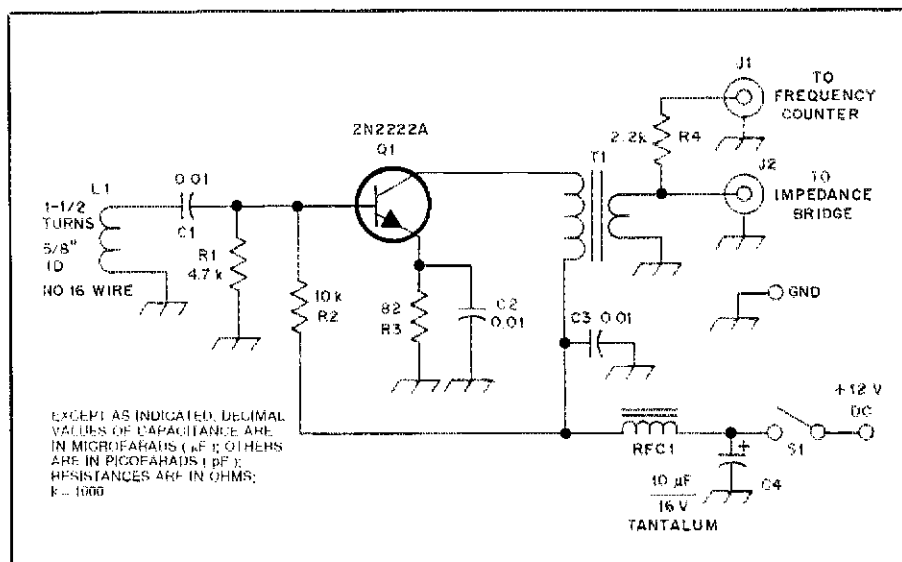 J1
TO
FREQUENCY
COUNTER
2N2222A
Q1
2.2k
R4
T1
J2
TO
IMPEDANCE
BRIDGE
L1
1-1/2
TURNS
5/8"
ID
NO 16 WIRE
0.01
C1
R1
4.7k
10k
R2
82
R3
C2
0.01
C3 0.01
GND
+12 V
DC
S1
RFC1
+
10 µF
16 V
TANTALUM
C4
EXCEPT AS INDICATED, DECIMAL
VALUES OF CAPACITANCE ARE
IN MICROFARADS (µF); OTHERS
ARE IN PICOFARADS (pF);
RESISTANCES ARE IN OHMS;
k = 1000